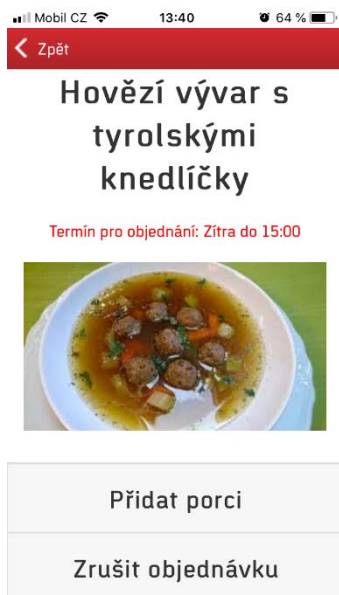 Mobil CZ 13:40 64 %
Zpět
Hovězí vývar s
tyrolskými
knedlíčky
Termín pro objednání: Zítra do 15:00
Přidat porci
Zrušit objednávku